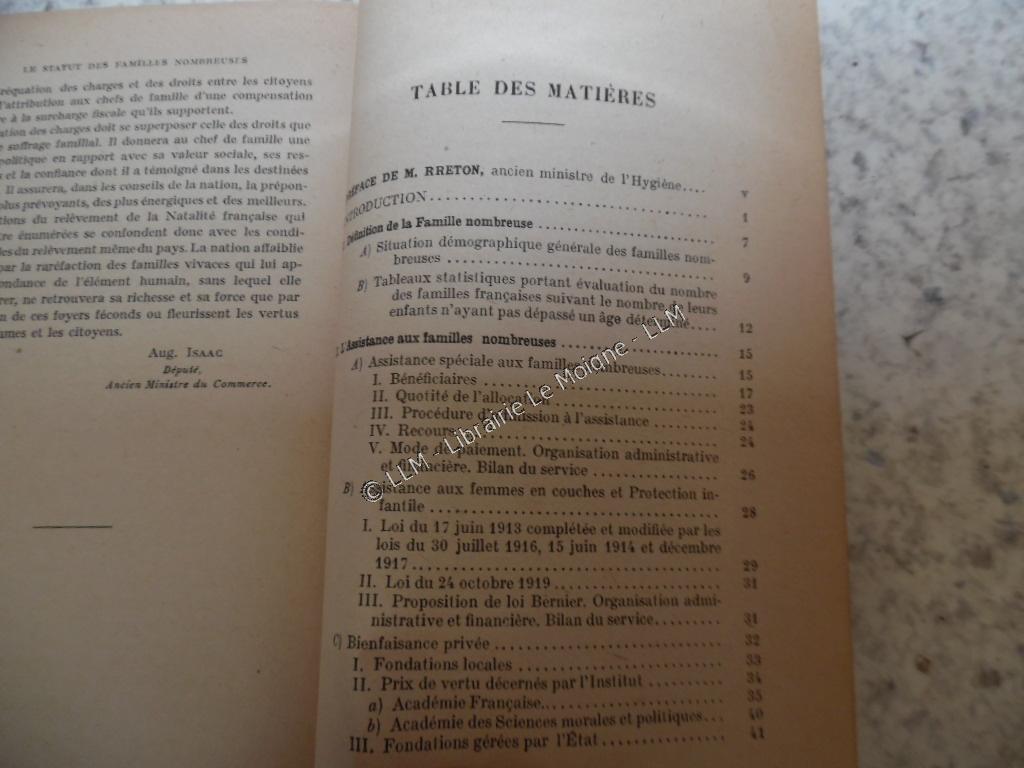 LE STATUT DES FAMILLES NOMBREUSES
réquation des charges et des droits entre les citoyens
l'attribution aux chefs de famille d'une compensation
e à la surcharge fiscale qu'ils supportent.
ation des charges doit se superposer celle des droits que
e suffrage familial. Il donnera au chef de famille une
politique en rapport avec sa valeur sociale, ses res-
s et la confiance dont il a témoigné dans les destinées
. Il assurera, dans les conseils de la nation, la prépon-
plus prévoyants, des plus énergiques et des meilleurs.
tions du relèvement de la Natalité française qui
tre énumérées se confondent donc avec les condi-
les du relèvement même du pays. La nation affaiblie
par la raréfaction des familles vivaces qui lui ap-
ondance de l'élément humain, sans lequel elle
rer, ne retrouvera sa richesse et sa force que par
n de ces foyers féconds ou fleurissent les vertus
mmes et les citoyens.
Aug. ISAAC
Député,
Ancien Ministre du Commerce.
TABLE DES MATIÈRES
RÉFACE DE M. RRETON, ancien ministre de l'Hygiène.... V
NTRODUCTION.............................. 1
Définition de la Famille nombreuse ................... 7
A) Situation démographique générale des familles nom-
breuses .............................. 9
B) Tableaux statistiques portant évaluation du nombre
des familles françaises suivant le nombre de leurs
enfants n'ayant pas dépassé un âge déterminé.... 12
L'Assistance aux familles nombreuses ................ 15
A) Assistance spéciale aux familles nombreuses........ 15
I. Bénéficiaires ........................ 17
II. Quotité de l'allocation ................ 23
III. Procédure d'admission à l'assistance ........ 24
IV. Recours ........................ 24
V. Mode de paiement. Organisation administrative
et financière. Bilan du service ............ 26
B) Assistance aux femmes en couches et Protection in-
fantile .............................. 28
I. Loi du 17 juin 1913 complétée et modifiée par les
lois du 30 juillet 1916, 15 juin 1914 et décembre
1917.............................. 29
II. Loi du 24 octobre 1919.................... 31
III. Proposition de loi Bernier. Organisation admi-
nistrative et financière. Bilan du service........ 31
C) Bienfaisance privée ........................ 32
I. Fondations locales ........................ 33
II. Prix de vertu décernés par l'Institut .......... 34
a) Académie Française...................... 35
b) Académie des Sciences morales et politiques... 40
III. Fondations gérées par l'État................ 41
© LLM - Librairie Le Moigne - LLM